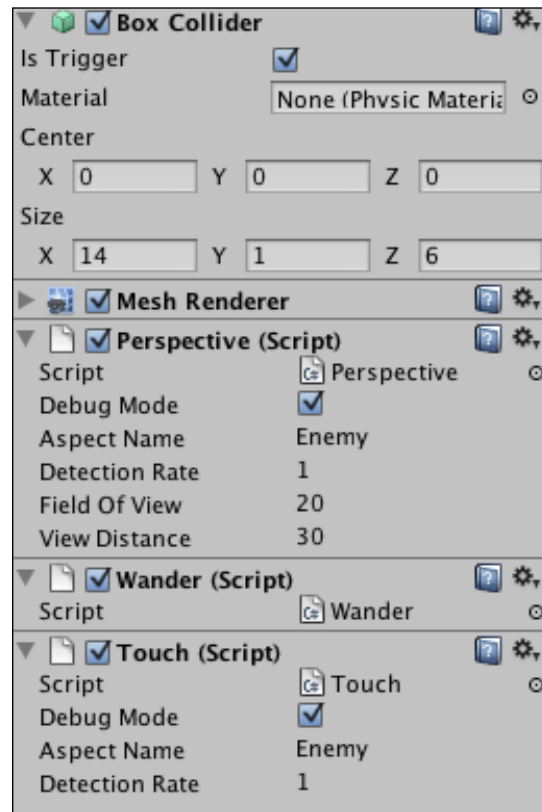 Box Collider
Is Trigger
Material None (Physic Materia
Center
X 0 Y 0 Z 0
Size
X 14 Y 1 Z 6
Mesh Renderer
Perspective (Script)
Script Perspective
Debug Mode
Aspect Name Enemy
Detection Rate 1
Field Of View 20
View Distance 30
Wander (Script)
Script Wander
Touch (Script)
Script Touch
Debug Mode
Aspect Name Enemy
Detection Rate 1